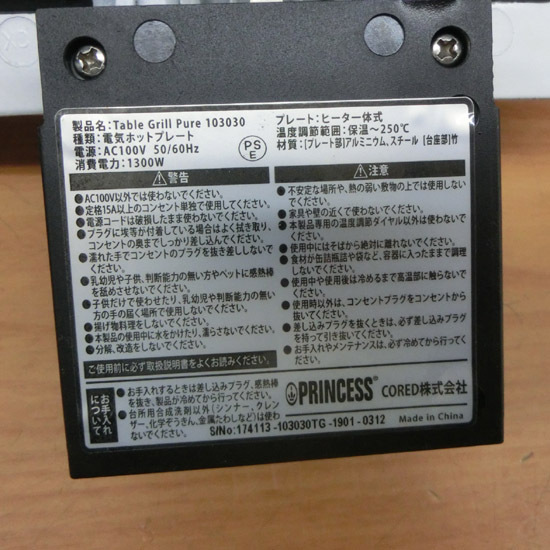 製品名：Table Grill Pure 103030
種類：電気ホットプレート
電源：AC100V 50/60Hz
消費電力：1300W
プレート：ヒーター体式
温度調節範囲：保温～250℃
材質：[プレート部]アルミニウム、スチール [台座部]竹
PS
E
警告
●AC100V以外では使わないでください。
●定格15A以上のコンセント単独で使用してください。
●電源コードは破損したまま使わないでください。
●プラグに埃等が付着している場合はよく拭き取り、
コンセントの奥までしっかり差し込んでください。
●濡れた手でコンセントプラグを抜き差ししないで
ください。
●乳幼児や子供、判断能力の無い方やペットに感熱棒
を舐めさせないでください。
●子供だけで使わせたり、乳幼児や判断能力の無い
方の手の届く場所で使用しないでください。
●揚げ物料理をしないでください。
●本製品の使用中に水をかけたり、濡らさないでください。
●分解、改造をしないでください。
ご使用前に必ず取扱説明書をよくお読みください。
注意
●不安定な場所や、熱の弱い敷物の上では使用しない
でください。
●家具や壁の近くで使わないでください。
●本製品専用の温度調節ダイヤル以外は使わないで
ください。
●使用中にはそばから絶対に離れないでください。
●食材が缶詰瓶詰や袋など、容器に入ったまま調理
しないでください。
●使用中や使用後は冷めるまで高温部に触らないで
ください。
●使用時以外は、コンセントプラグをコンセントから
抜いてください。
●差し込みプラグを抜くときは、必ず差し込みプラグ
を持って引き抜いてください。
●お手入れやメンテナンスは、必ず冷めてから行って
ください。
お手入れ
について
●お手入れするときは差し込みプラグ、感熱棒
を抜き、製品が冷めてから行ってください。
●台所用合成洗剤以外（シンナー、クレン
ザー、化学ぞうきん、金属たわしなど）は使わ
ないでください。
PRINCESS
CORED株式会社
S/No: 174113 -103030TG -1901 -0312
Made in China